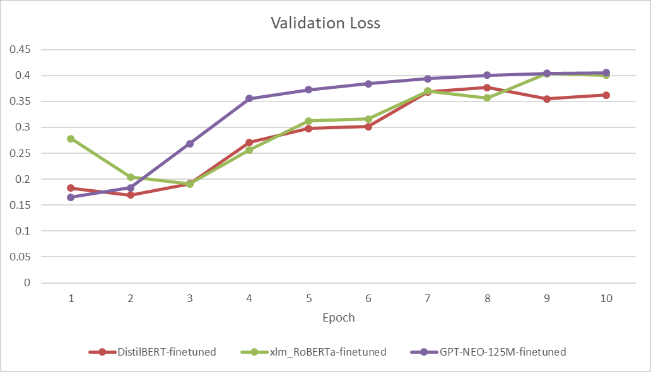 Validation Loss
0.45
0.4
0.35
0.3
0.25
0.2
0.15
0.1
0.05
0
1 2 3 4 5 6 7 8 9 10
Epoch
DistilBERT-finetuned xlm_RoBERTa-finetuned GPT-NEO-125M-finetuned